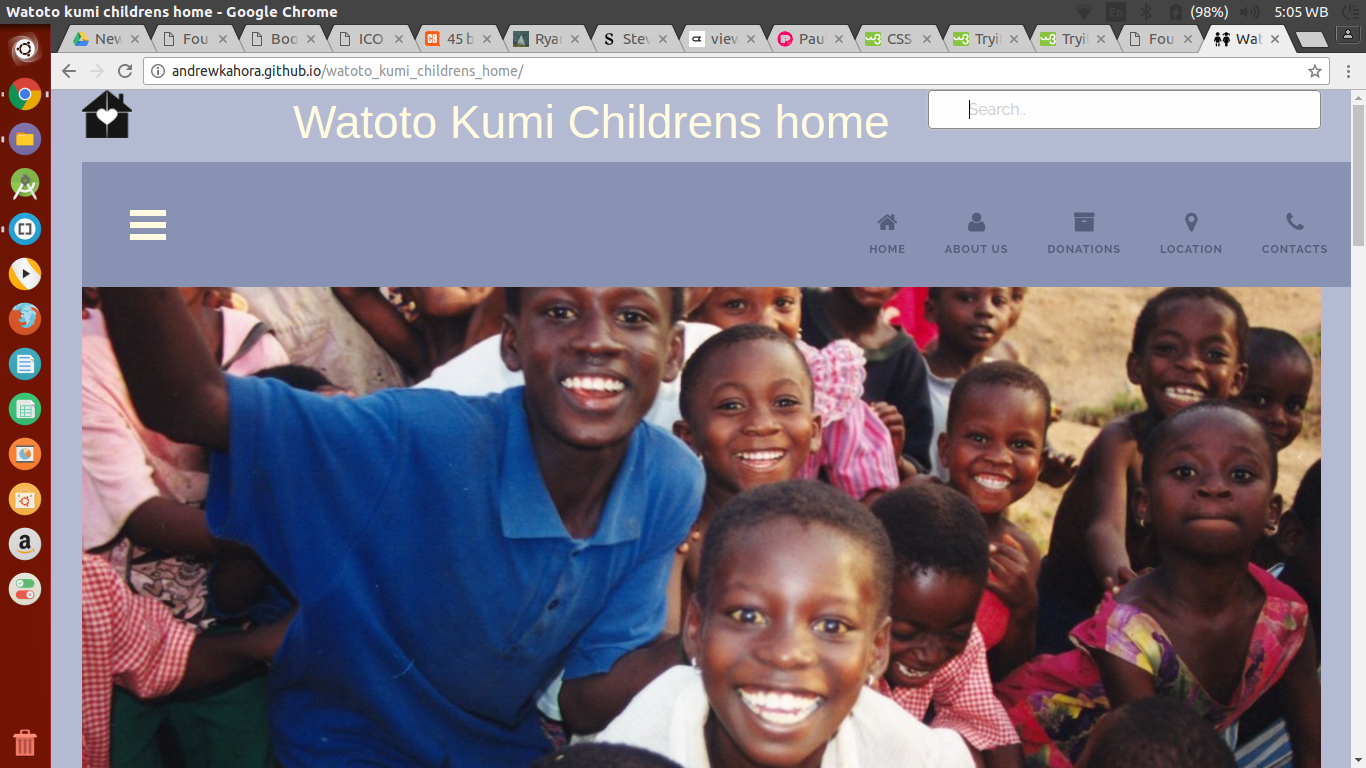 Watoto kumi childrens home - Google Chrome
En (98%) 5:05 WB
New Fou Boo ICO 45 b Rya Stev view Pau CSS Tryi Tryi Fou Wat
andrewkahora.github.io/watoto_kumi_childrens_home/
Watoto Kumi Childrens home
Search..
HOME ABOUT US DONATIONS LOCATION CONTACTS